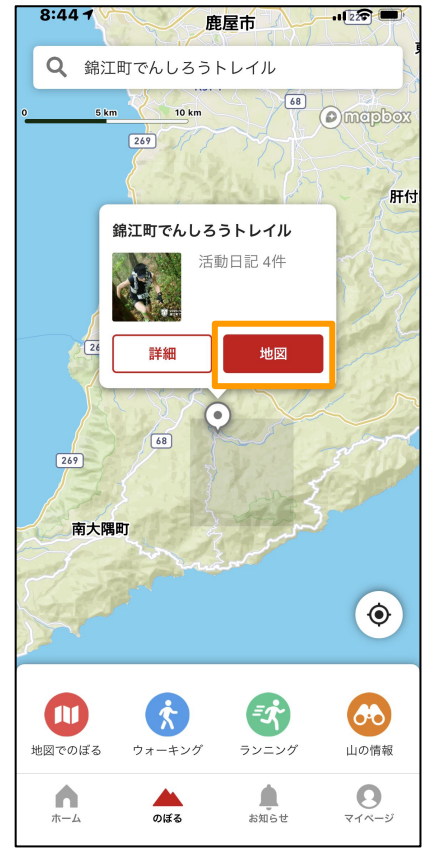 8:44
鹿屋市
錦江町でんしろうトレイル
68
0 5 km 10 km
mapbox
269
肝付
錦江町でんしろうトレイル
活動日記 4件
詳細 地図
68
269
南大隅町
地図でのぼる ウォーキング ランニング 山の情報
ホーム のぼる お知らせ マイページ